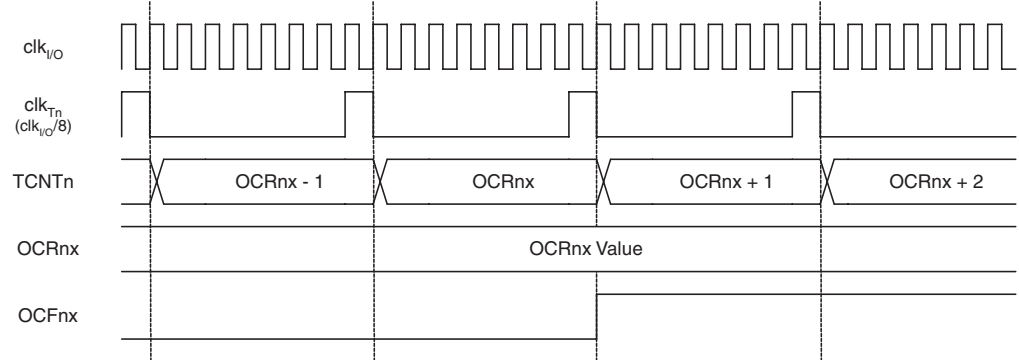 clkI/O
clkTn
(clkI/O/8)
TCNTn OCRnx - 1 OCRnx OCRnx + 1 OCRnx + 2
OCRnx OCRnx Value
OCFnx